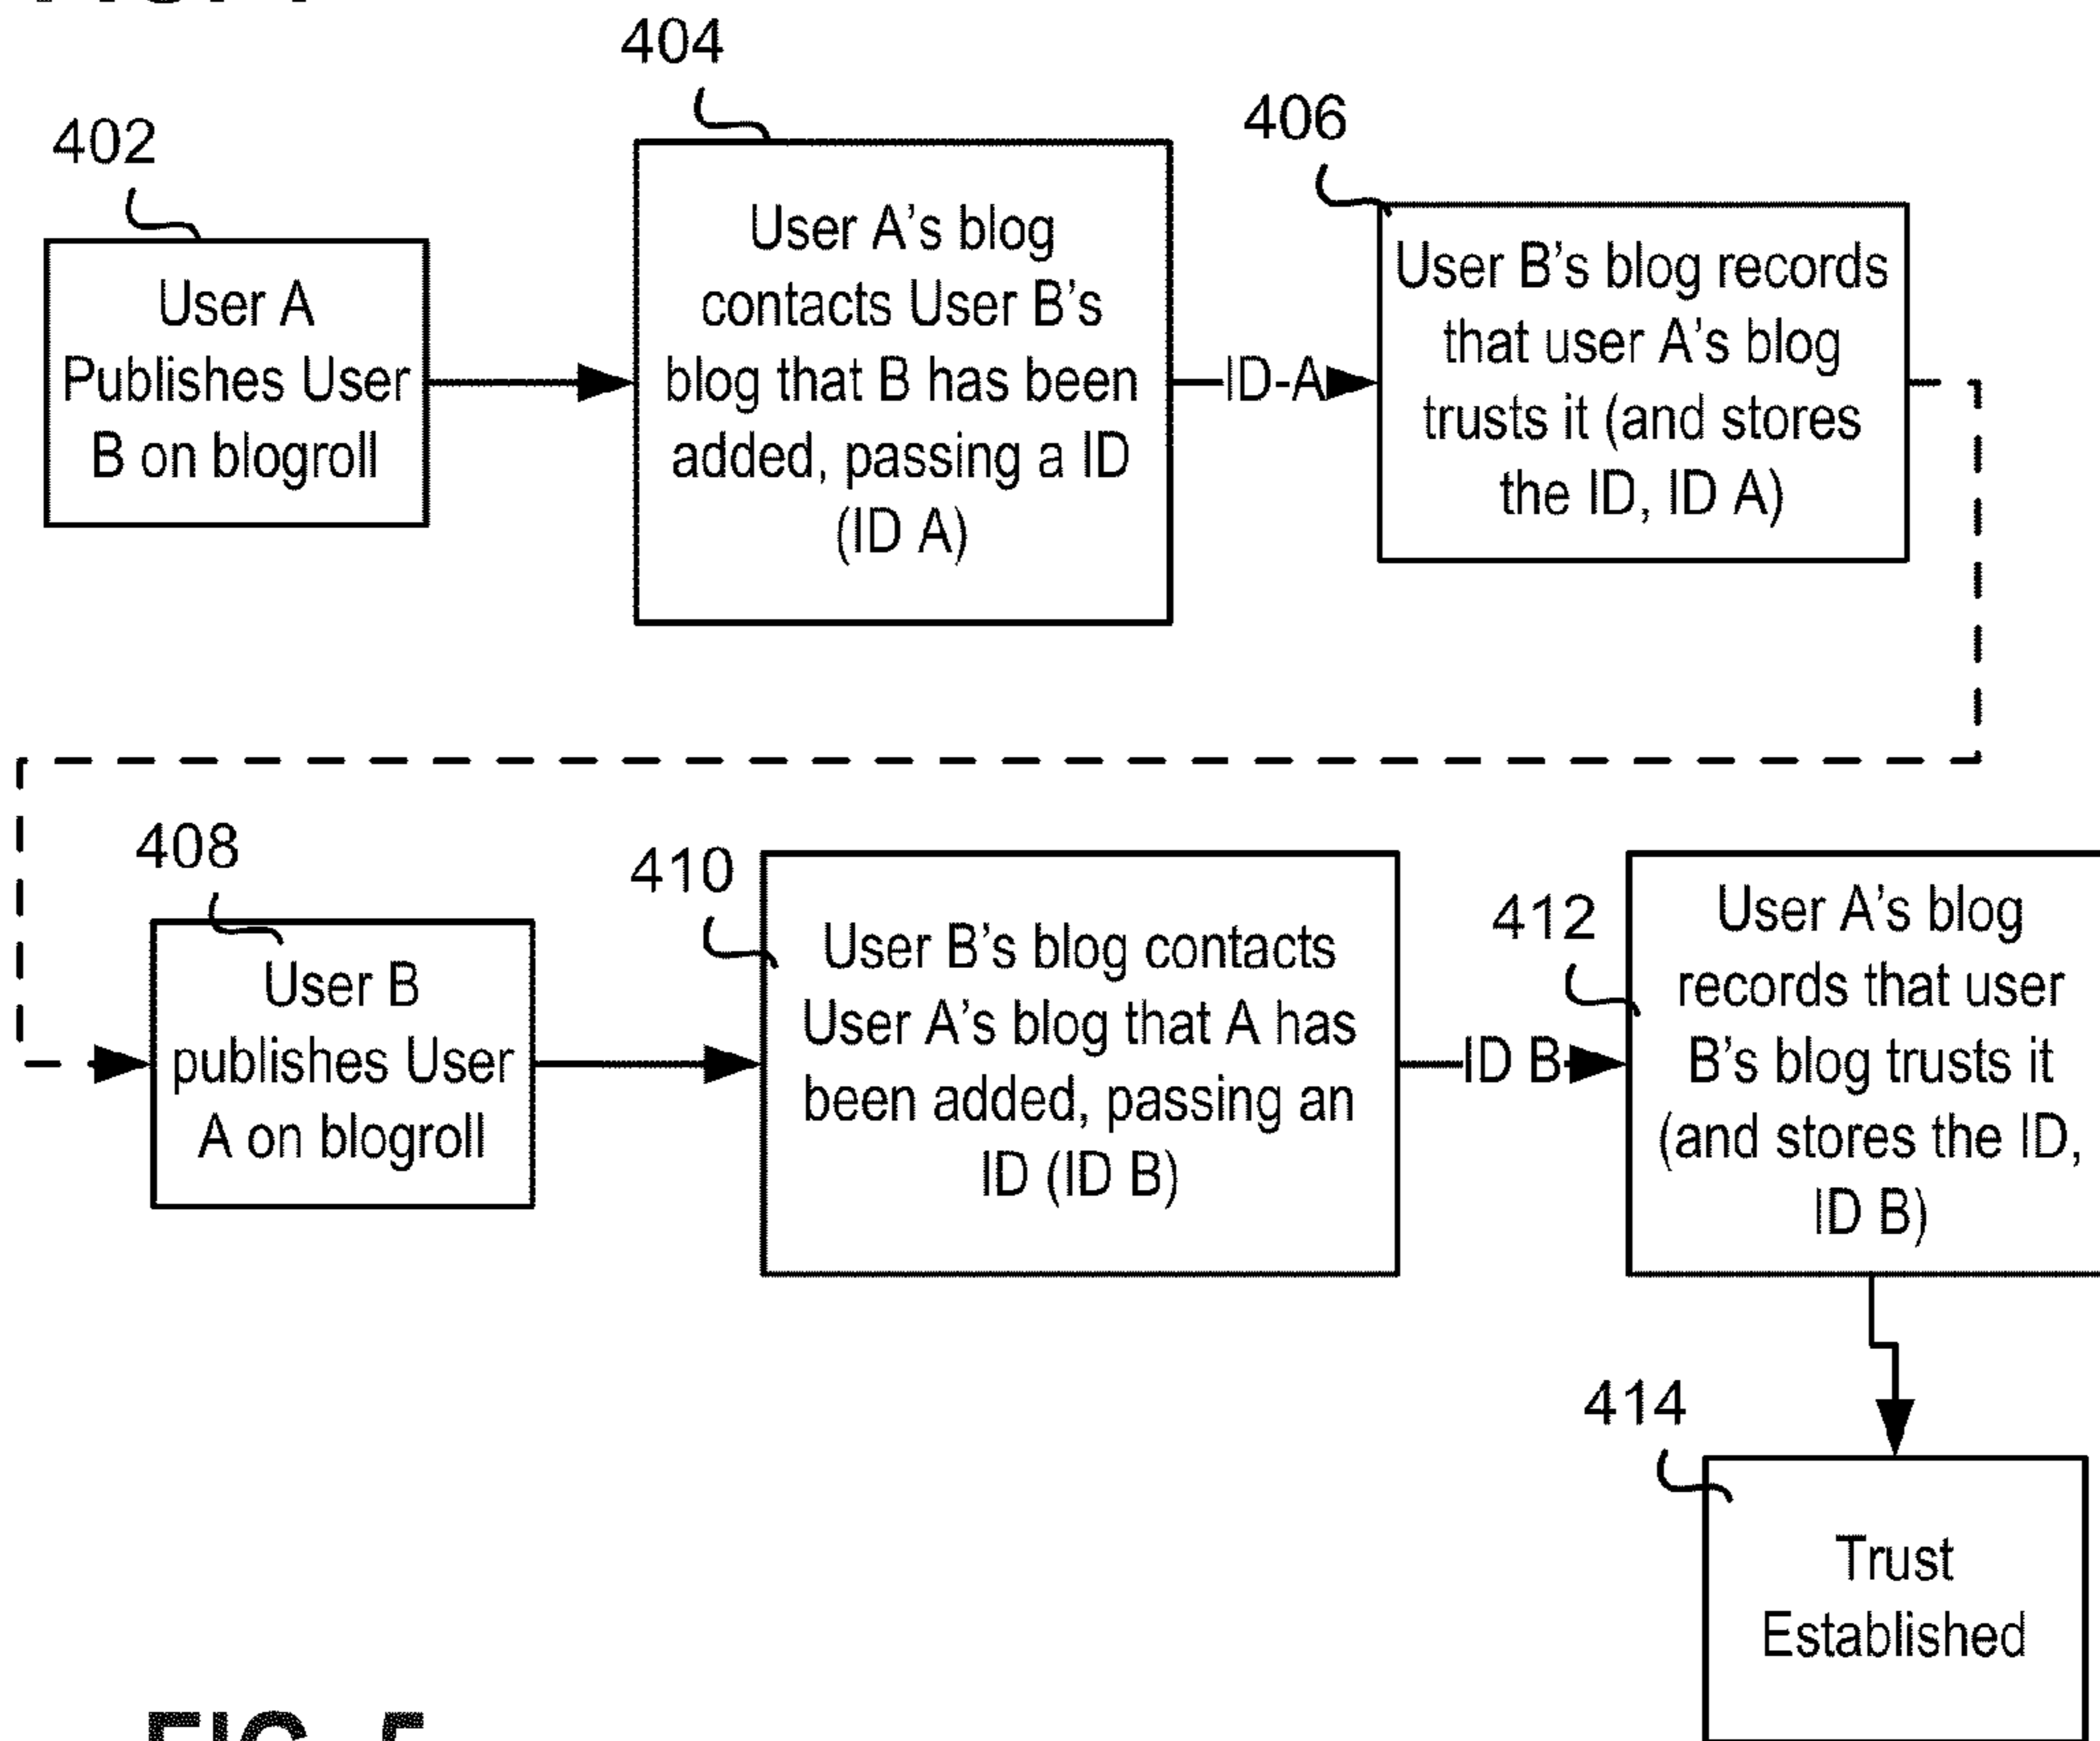 404
402
406
User A
Publishes User
B on blogroll
User A's blog
contacts User B's
blog that B has been
added, passing a ID
(ID A)
ID-A
User B's blog records
that user A's blog
trusts it (and stores
the ID, ID A)
408
410
412
User B
publishes User
A on blogroll
User B's blog contacts
User A's blog that A has
been added, passing an
ID (ID B)
ID B
User A's blog
records that user
B's blog trusts it
(and stores the ID,
ID B)
414
Trust
Established
FIG. 5